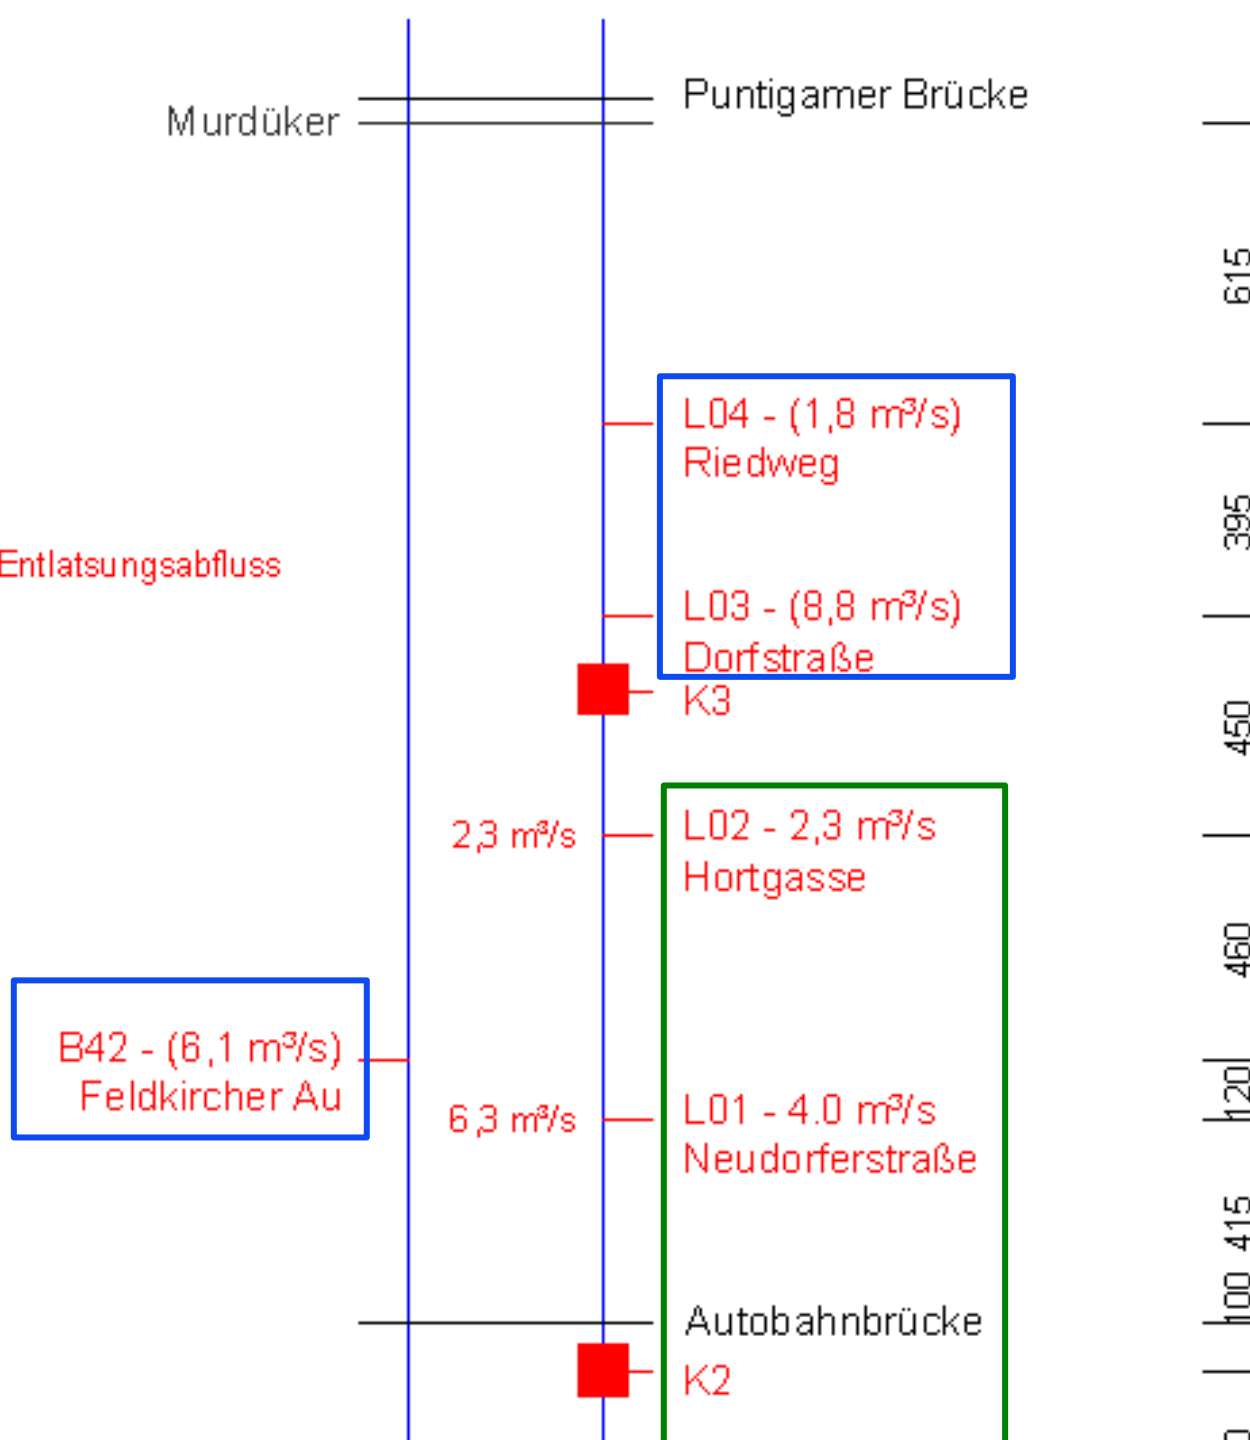 Puntigamer Brücke
Murdüker
615
L04 - (1,8 m³/s)
Riedweg
395
Entlatsungsabfluss
L03 - (8,8 m³/s)
Dorfstraße
K3
450
2,3 m³/s
L02 - 2,3 m³/s
Hortgasse
460
B42 - (6,1 m³/s)
Feldkircher Au
120
6,3 m³/s
L01 - 4.0 m³/s
Neudorferstraße
415
100
Autobahnbrücke
K2